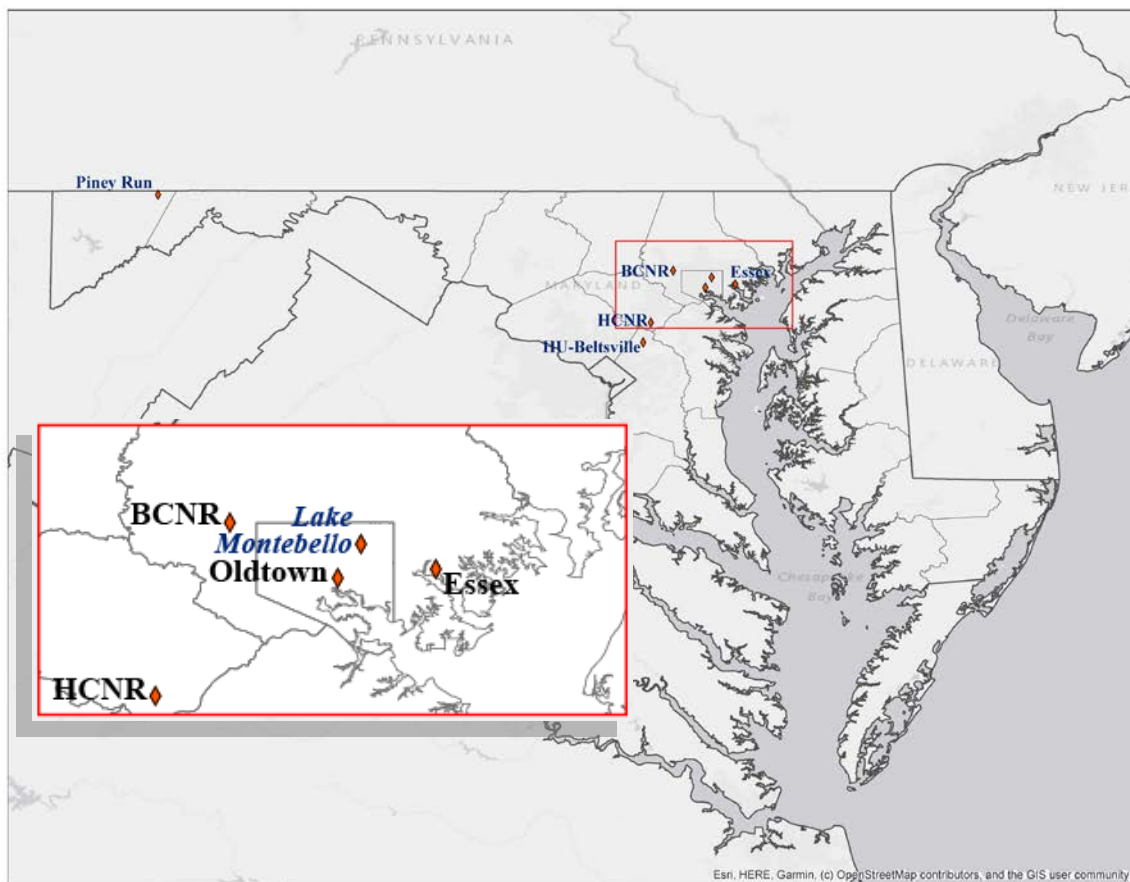 PENNSYLVANIA
Piney Run
NEW JER
BCNR
Essex
MARYLAND
HCNR
HU-Beltsville
Delaware
Bay
DELAWARE
BCNR
Lake
Montebello
Oldtown
Essex
HCNR
Chesapeake
Bay
Esri, HERE, Garmin, (c) OpenStreetMap contributors, and the GIS user community